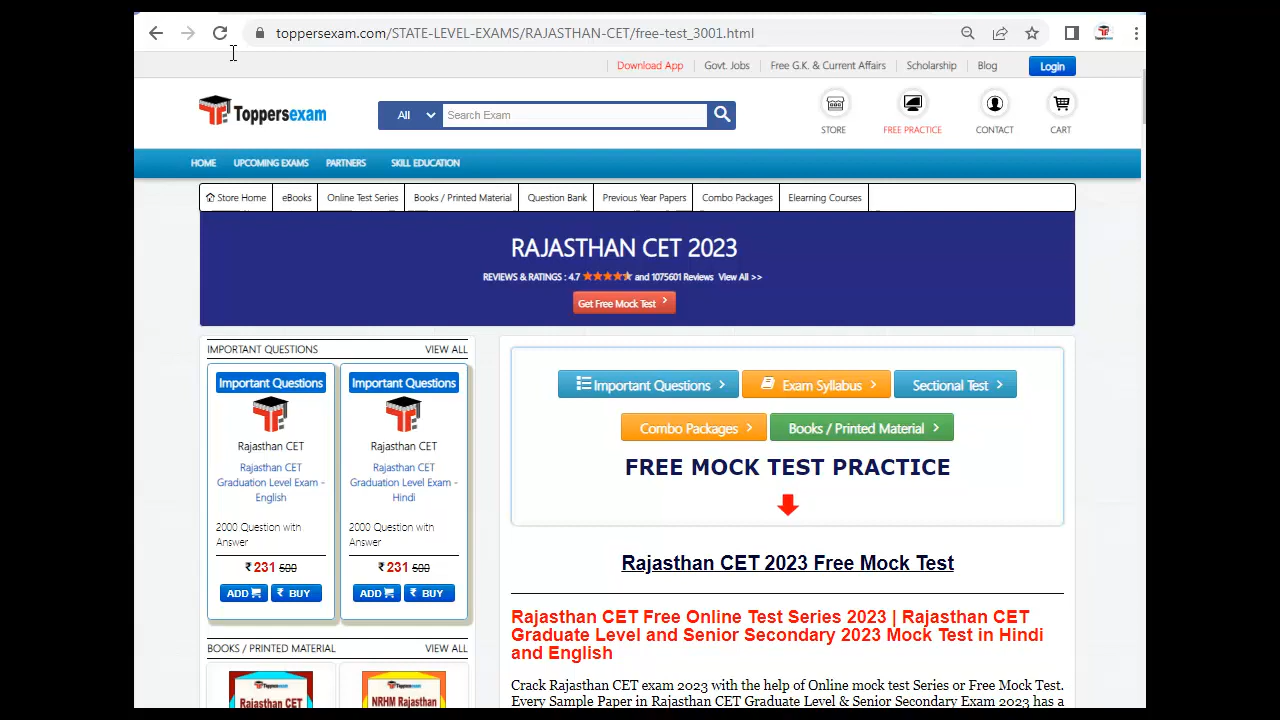 toppersexam.com/STATE-LEVEL-EXAMS/RAJASTHAN-CET/free-test_3001.html
Download App Govt. Jobs Free G.K. & Current Affairs Scholarship Blog Login
Toppersexam
All Search Exam
STORE FREE PRACTICE CONTACT CART
HOME UPCOMING EXAMS PARTNERS SKILL EDUCATION
Store Home eBooks Online Test Series Books / Printed Material Question Bank Previous Year Papers Combo Packages Elearning Courses
RAJASTHAN CET 2023
REVIEWS & RATINGS : 4.7 and 1075601 Reviews View All >>
Get Free Mock Test
IMPORTANT QUESTIONS VIEW ALL
Important Questions
Rajasthan CET
Rajasthan CET
Graduation Level Exam -
English
2000 Question with
Answer
₹ 231 500
ADD ₹ BUY
Important Questions
Rajasthan CET
Rajasthan CET
Graduation Level Exam -
Hindi
2000 Question with
Answer
₹ 231 500
ADD ₹ BUY
BOOKS / PRINTED MATERIAL VIEW ALL
Toppersexam
Rajasthan CET
Toppersexam
NRHM Rajasthan
Important Questions Exam Syllabus Sectional Test
Combo Packages Books / Printed Material
FREE MOCK TEST PRACTICE
Rajasthan CET 2023 Free Mock Test
Rajasthan CET Free Online Test Series 2023 | Rajasthan CET
Graduate Level and Senior Secondary 2023 Mock Test in Hindi
and English
Crack Rajasthan CET exam 2023 with the help of Online mock test Series or Free Mock Test.
Every Sample Paper in Rajasthan CET Graduate Level & Senior Secondary Exam 2023 has a